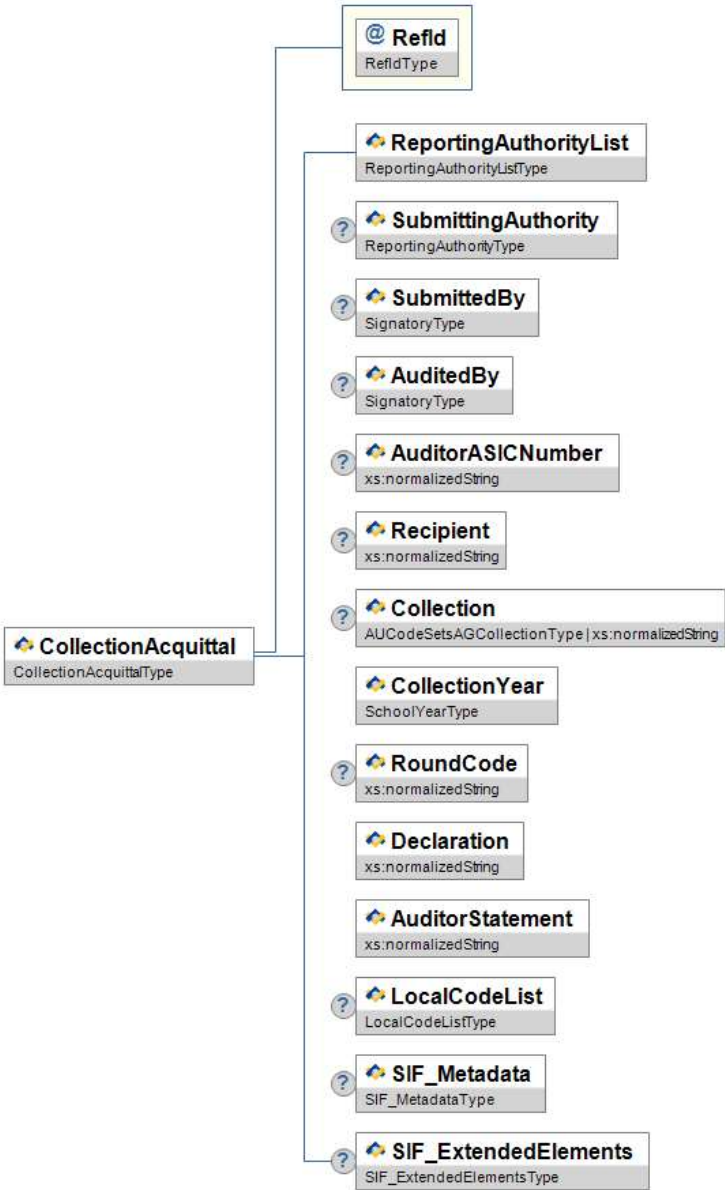 @ RefId
RefIdType
ReportingAuthorityList
ReportingAuthorityListType
? SubmittingAuthority
ReportingAuthorityType
? SubmittedBy
SignatoryType
? AuditedBy
SignatoryType
? AuditorASICNumber
xs:normalizedString
? Recipient
xs:normalizedString
? Collection
AUCodeSetsAGCollectionType | xs:normalizedString
CollectionAcquittal
CollectionAcquittalType
CollectionYear
SchoolYearType
? RoundCode
xs:normalizedString
Declaration
xs:normalizedString
AuditorStatement
xs:normalizedString
? LocalCodeList
LocalCodeListType
? SIF_Metadata
SIF_MetadataType
? SIF_ExtendedElements
SIF_ExtendedElementsType